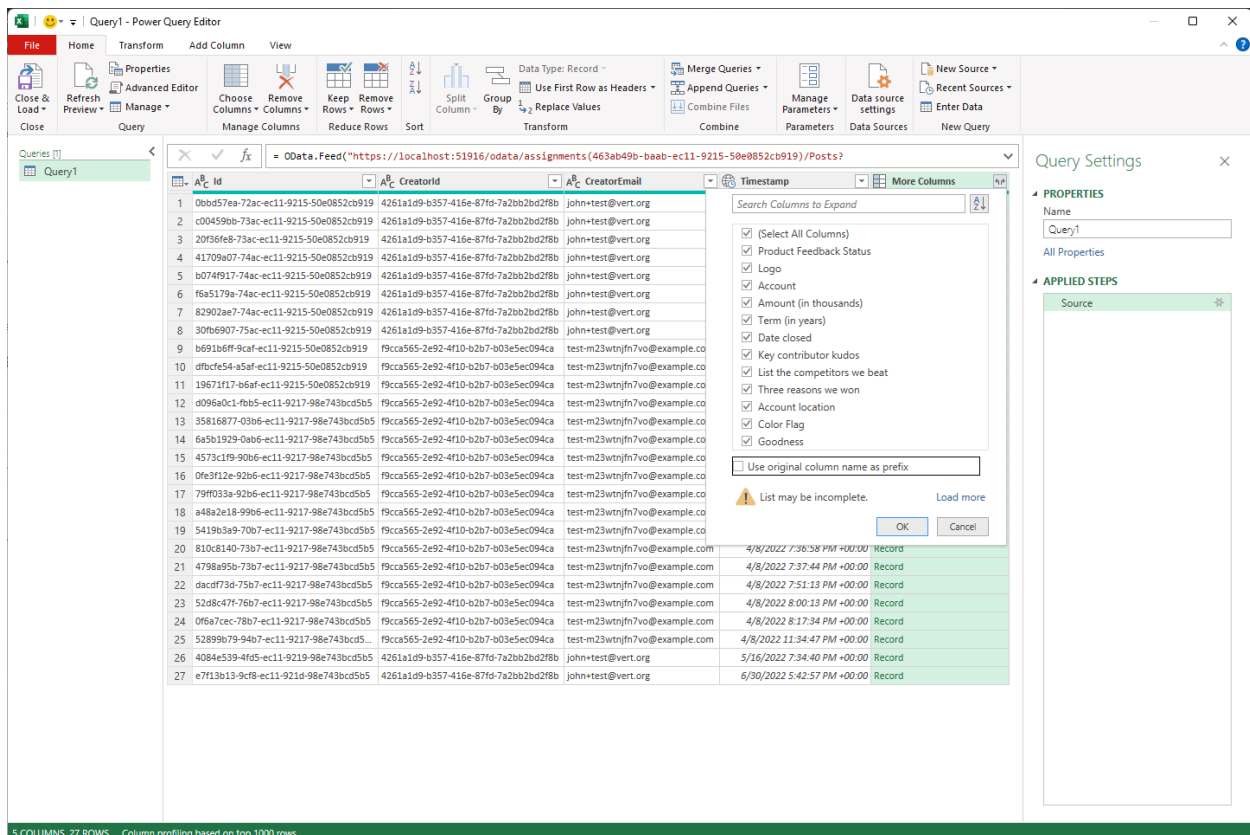 Query1 - Power Query Editor
File Home Transform Add Column View
Close & Load
Close
Refresh Preview
Properties
Advanced Editor
Manage
Query
Choose Columns
Remove Columns
Manage Columns
Keep Rows
Remove Rows
Reduce Rows
Sort
Split Column
Group By
Data Type: Record
Use First Row as Headers
Replace Values
Transform
Merge Queries
Append Queries
Combine Files
Combine
Manage Parameters
Parameters
Data source settings
Data Sources
New Source
Recent Sources
Enter Data
New Query
Queries [1]
Query1
fx = OData.Feed("https://localhost:51916/odata/assignments(463ab49b-baab-ec11-9215-50e0852cb919)/Posts?
Id CreatorId CreatorEmail Timestamp More Columns
1 0bbd57ea-72ac-ec11-9215-50e0852cb919 4261a1d9-b357-416e-87fd-7a2bb2bd2f8b john+test@vert.org
2 c00459bb-73ac-ec11-9215-50e0852cb919 4261a1d9-b357-416e-87fd-7a2bb2bd2f8b john+test@vert.org
3 20f36fe8-73ac-ec11-9215-50e0852cb919 4261a1d9-b357-416e-87fd-7a2bb2bd2f8b john+test@vert.org
4 41709a07-74ac-ec11-9215-50e0852cb919 4261a1d9-b357-416e-87fd-7a2bb2bd2f8b john+test@vert.org
5 b074f917-74ac-ec11-9215-50e0852cb919 4261a1d9-b357-416e-87fd-7a2bb2bd2f8b john+test@vert.org
6 f6a5179a-74ac-ec11-9215-50e0852cb919 4261a1d9-b357-416e-87fd-7a2bb2bd2f8b john+test@vert.org
7 82902ae7-74ac-ec11-9215-50e0852cb919 4261a1d9-b357-416e-87fd-7a2bb2bd2f8b john+test@vert.org
8 30fb6907-75ac-ec11-9215-50e0852cb919 4261a1d9-b357-416e-87fd-7a2bb2bd2f8b john+test@vert.org
9 b691b6ff-9caf-ec11-9215-50e0852cb919 f9cca565-2e92-4f10-b2b7-b03e5ec094ca test-m23wtnjfn7vo@example.co
10 dfbcfe54-a5af-ec11-9215-50e0852cb919 f9cca565-2e92-4f10-b2b7-b03e5ec094ca test-m23wtnjfn7vo@example.co
11 19671f17-b6af-ec11-9215-50e0852cb919 f9cca565-2e92-4f10-b2b7-b03e5ec094ca test-m23wtnjfn7vo@example.co
12 d096a0c1-fbb5-ec11-9217-98e743bcd5b5 f9cca565-2e92-4f10-b2b7-b03e5ec094ca test-m23wtnjfn7vo@example.co
13 35816877-03b6-ec11-9217-98e743bcd5b5 f9cca565-2e92-4f10-b2b7-b03e5ec094ca test-m23wtnjfn7vo@example.co
14 6a5b1929-0ab6-ec11-9217-98e743bcd5b5 f9cca565-2e92-4f10-b2b7-b03e5ec094ca test-m23wtnjfn7vo@example.co
15 4573c1f9-90b6-ec11-9217-98e743bcd5b5 f9cca565-2e92-4f10-b2b7-b03e5ec094ca test-m23wtnjfn7vo@example.co
16 0fe3f12e-92b6-ec11-9217-98e743bcd5b5 f9cca565-2e92-4f10-b2b7-b03e5ec094ca test-m23wtnjfn7vo@example.co
17 79ff033a-92b6-ec11-9217-98e743bcd5b5 f9cca565-2e92-4f10-b2b7-b03e5ec094ca test-m23wtnjfn7vo@example.co
18 a48a2e18-99b6-ec11-9217-98e743bcd5b5 f9cca565-2e92-4f10-b2b7-b03e5ec094ca test-m23wtnjfn7vo@example.co
19 5419b3a9-70b7-ec11-9217-98e743bcd5b5 f9cca565-2e92-4f10-b2b7-b03e5ec094ca test-m23wtnjfn7vo@example.co
20 810c8140-73b7-ec11-9217-98e743bcd5b5 f9cca565-2e92-4f10-b2b7-b03e5ec094ca test-m23wtnjfn7vo@example.com 4/8/2022 7:36:58 PM +00:00 Record
21 4798a95b-73b7-ec11-9217-98e743bcd5b5 f9cca565-2e92-4f10-b2b7-b03e5ec094ca test-m23wtnjfn7vo@example.com 4/8/2022 7:37:44 PM +00:00 Record
22 dacdf73d-75b7-ec11-9217-98e743bcd5b5 f9cca565-2e92-4f10-b2b7-b03e5ec094ca test-m23wtnjfn7vo@example.com 4/8/2022 7:51:13 PM +00:00 Record
23 52d8c47f-76b7-ec11-9217-98e743bcd5b5 f9cca565-2e92-4f10-b2b7-b03e5ec094ca test-m23wtnjfn7vo@example.com 4/8/2022 8:00:13 PM +00:00 Record
24 0f6a7cec-78b7-ec11-9217-98e743bcd5b5 f9cca565-2e92-4f10-b2b7-b03e5ec094ca test-m23wtnjfn7vo@example.com 4/8/2022 8:17:34 PM +00:00 Record
25 52899b79-94b7-ec11-9217-98e743bcd5... f9cca565-2e92-4f10-b2b7-b03e5ec094ca test-m23wtnjfn7vo@example.com 4/8/2022 11:34:47 PM +00:00 Record
26 4084e539-4fd5-ec11-9219-98e743bcd5b5 4261a1d9-b357-416e-87fd-7a2bb2bd2f8b john+test@vert.org 5/16/2022 7:34:40 PM +00:00 Record
27 e7f13b13-9cf8-ec11-921d-98e743bcd5b5 4261a1d9-b357-416e-87fd-7a2bb2bd2f8b john+test@vert.org 6/30/2022 5:42:57 PM +00:00 Record
Search Columns to Expand
(Select All Columns)
Product Feedback Status
Logo
Account
Amount (in thousands)
Term (in years)
Date closed
Key contributor kudos
List the competitors we beat
Three reasons we won
Account location
Color Flag
Goodness
Use original column name as prefix
List may be incomplete. Load more
OK Cancel
Query Settings
PROPERTIES
Name
Query1
All Properties
APPLIED STEPS
Source
5 COLUMNS, 27 ROWS Column profiling based on top 1000 rows